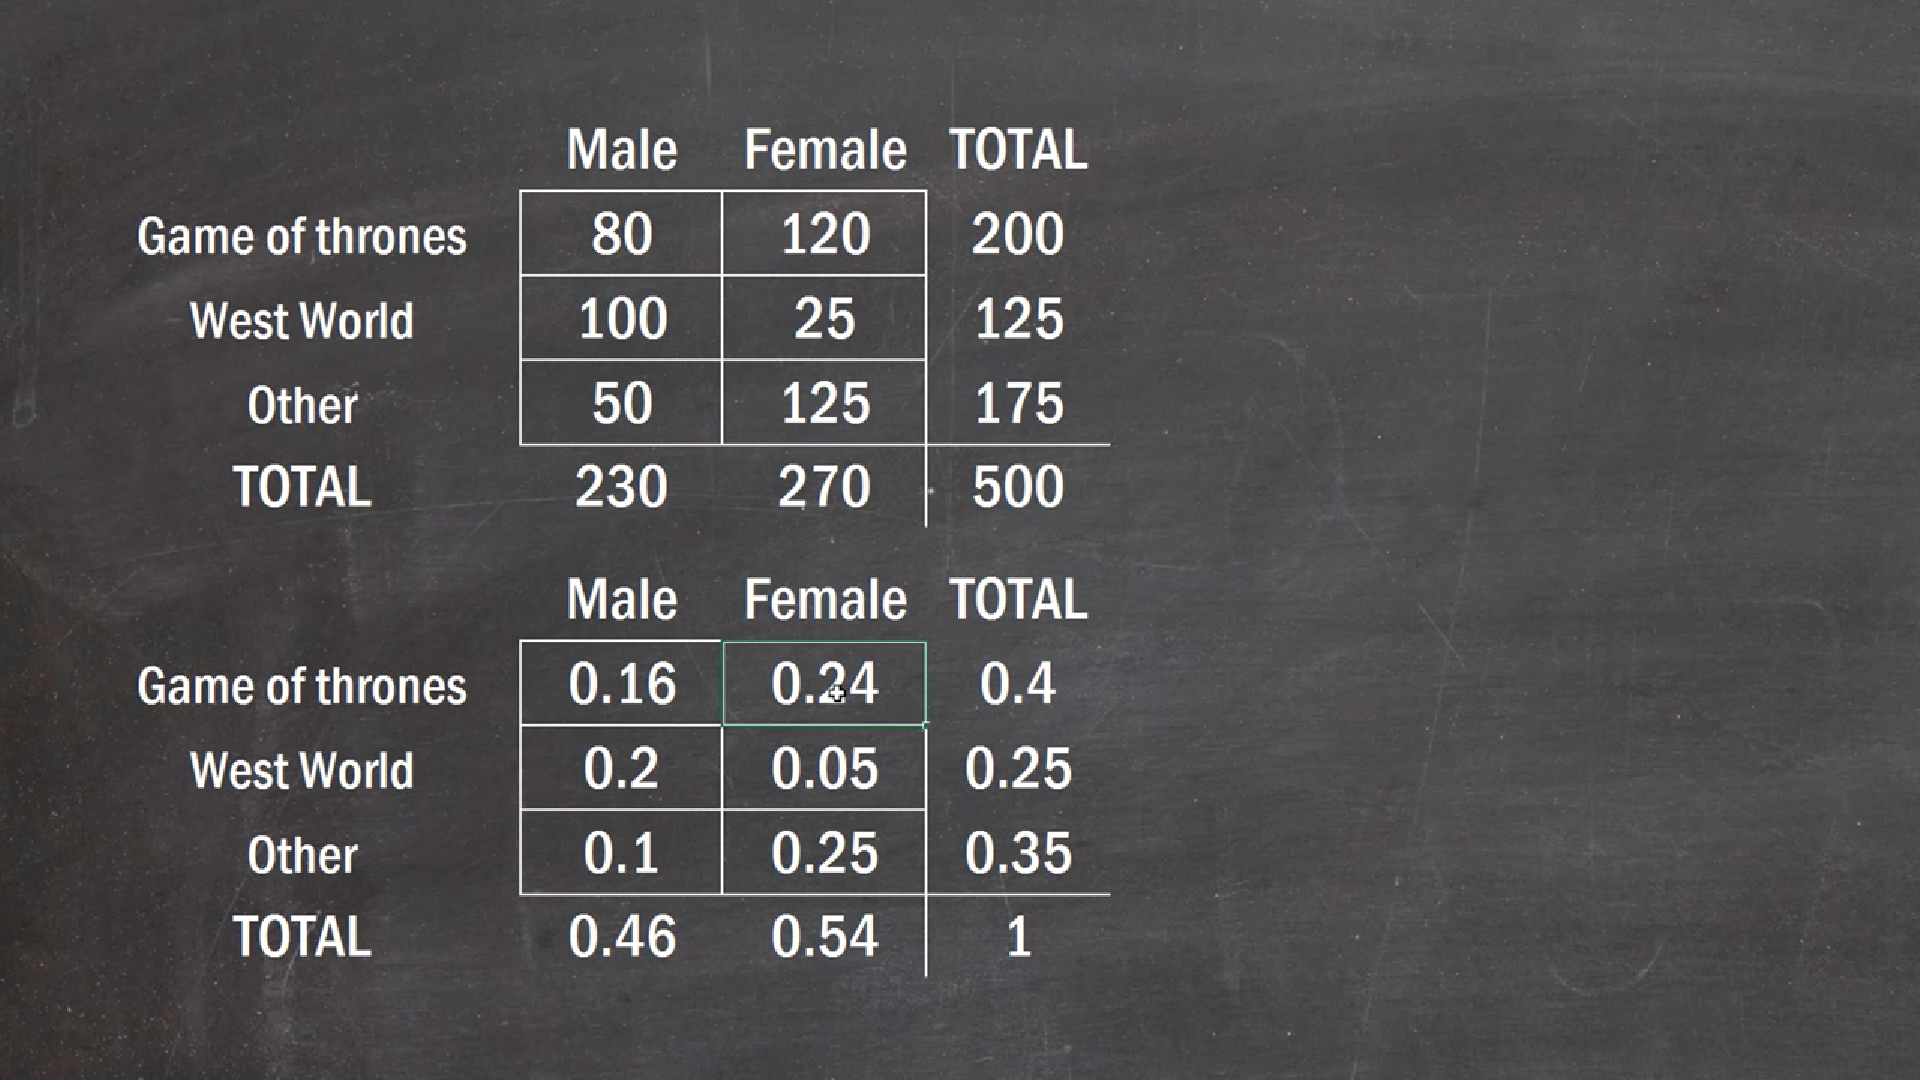 Male Female TOTAL
Game of thrones 80 120 200
West World 100 25 125
Other 50 125 175
TOTAL 230 270 500
Male Female TOTAL
Game of thrones 0.16 0.24 0.4
West World 0.2 0.05 0.25
Other 0.1 0.25 0.35
TOTAL 0.46 0.54 1